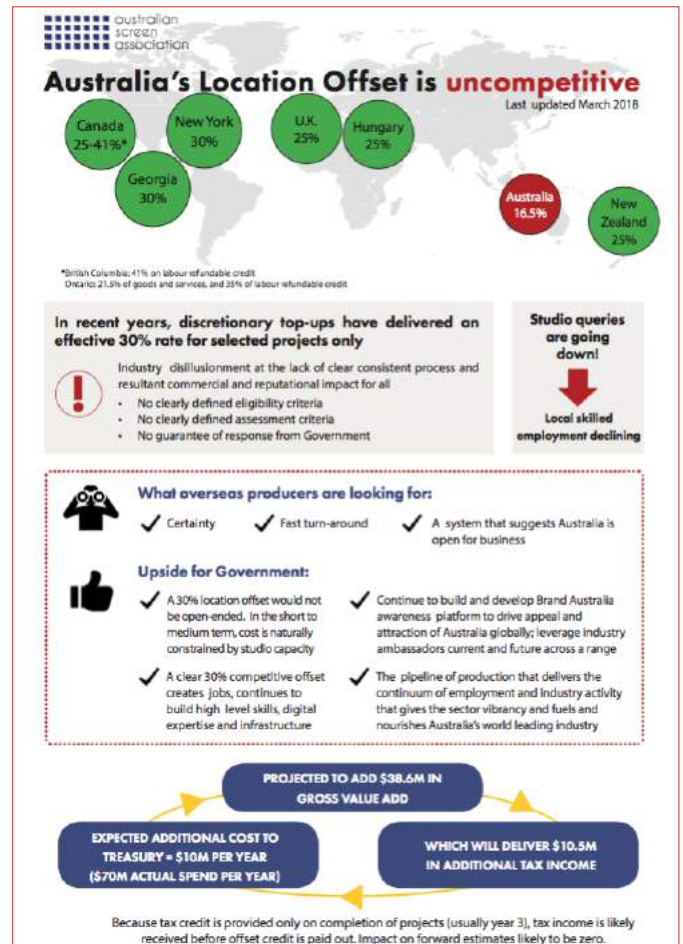 australian
screen
association
Australia's Location Offset is uncompetitive
Last updated March 2018
Canada
25-41%*
New York
30%
Georgia
30%
U.K.
25%
Hungary
25%
Australia
16.5%
New
Zealand
25%
*British Columbia: 41% on labour refundable credit
Ontario: 21.5% of goods and services, and 35% of labour refundable credit
In recent years, discretionary top-ups have delivered an
effective 30% rate for selected projects only
Industry disillusionment at the lack of clear consistent process and
resultant commercial and reputational impact for all
• No clearly defined eligibility criteria
• No clearly defined assessment criteria
• No guarantee of response from Government
Studio queries
are going
down!
Local skilled
employment declining
What overseas producers are looking for:
Certainty
Fast turn-around
A system that suggests Australia is
open for business
Upside for Government:
A 30% location offset would not
be open-ended. In the short to
medium term, cost is naturally
constrained by studio capacity
A clear 30% competitive offset
creates jobs, continues to
build high level skills, digital
expertise and infrastructure
Continue to build and develop Brand Australia
awareness platform to drive appeal and
attraction of Australia globally; leverage industry
ambassadors current and future across a range
The pipeline of production that delivers the
continuum of employment and industry activity
that gives the sector vibrancy and fuels and
nourishes Australia's world leading industry
PROJECTED TO ADD $38.6M IN
GROSS VALUE ADD
EXPECTED ADDITIONAL COST TO
TREASURY = $10M PER YEAR
($70M ACTUAL SPEND PER YEAR)
WHICH WILL DELIVER $10.5M
IN ADDITIONAL TAX INCOME
Because tax credit is provided only on completion of projects (usually year 3), tax income is likely
received before offset credit is paid out. Impact on forward estimates likely to be zero.